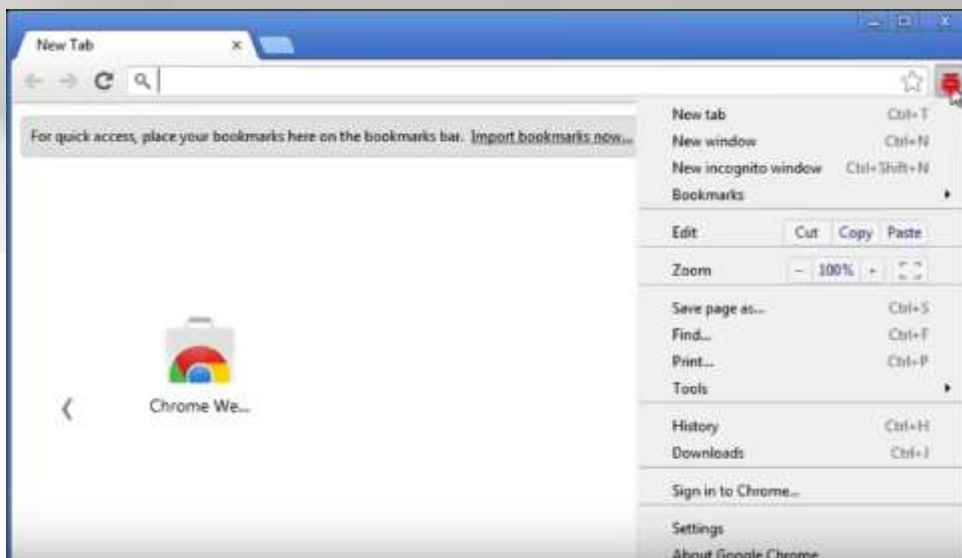 New Tab
For quick access, place your bookmarks here on the bookmarks bar. Import bookmarks now...
Chrome We...
New tab Ctrl+T
New window Ctrl+N
New incognito window Ctrl+Shift+N
Bookmarks
Edit Cut Copy Paste
Zoom - 100% +
Save page as... Ctrl+S
Find... Ctrl+F
Print... Ctrl+P
Tools
History Ctrl+H
Downloads Ctrl+J
Sign in to Chrome...
Settings
About Google Chrome